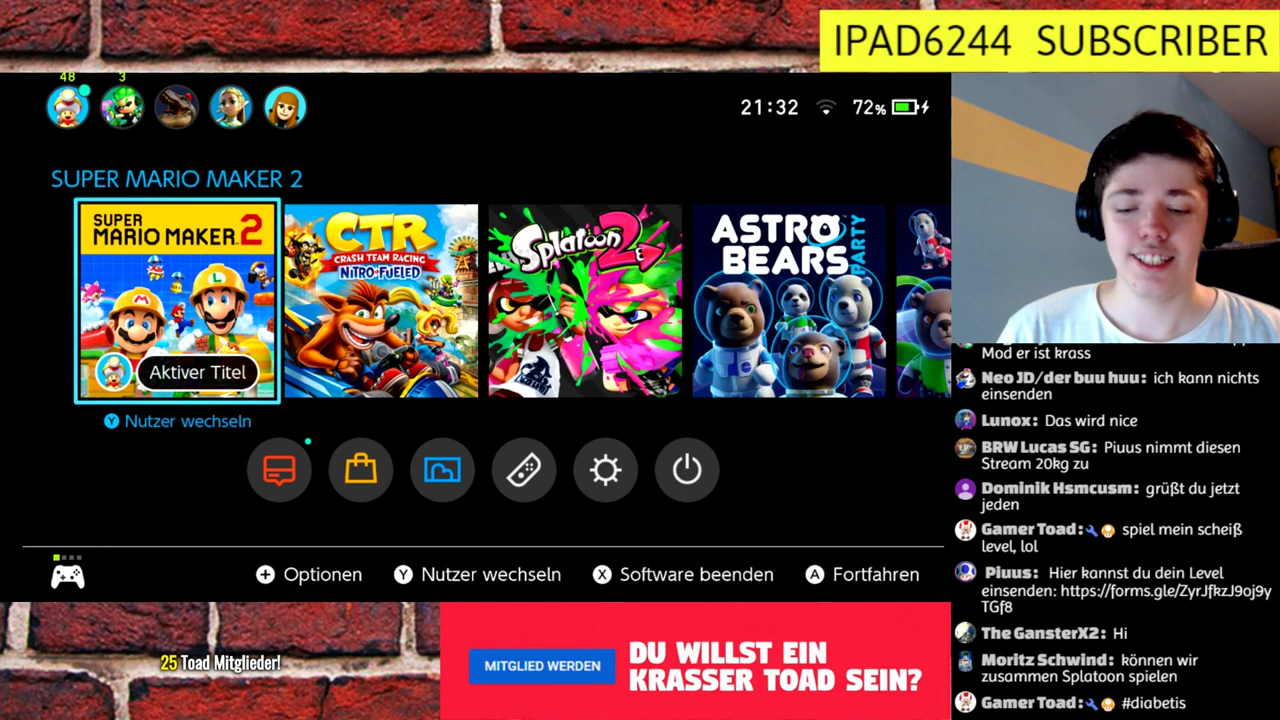 IPAD6244 SUBSCRIBER
48
3
21:32
72%
SUPER MARIO MAKER 2
SUPER
MARIO MAKER 2
Aktiver Titel
CTR
CRASH TEAM RACING
NITRO-FUELED
Splatoon 2
ASTRO
BEARS
PARTY
Y Nutzer wechseln
+ Optionen
Y Nutzer wechseln
X Software beenden
A Fortfahren
25 Toad Mitglieder!
MITGLIED WERDEN
DU WILLST EIN
KRASSER TOAD SEIN?
Mod er ist krass
Neo JD/der buu huu: ich kann nichts
einsenden
Lunox: Das wird nice
BRW Lucas SG: Piuus nimmt diesen
Stream 20kg zu
Dominik Hsmcusm: grüßt du jetzt
jeden
Gamer Toad: spiel mein scheiß
level, lol
Piuus: Hier kannst du dein Level
einsenden: https://forms.gle/ZyrJfkzJ9oj9y
TGf8
The GansterX2: Hi
Moritz Schwind: können wir
zusammen Splatoon spielen
Gamer Toad: #diabetis